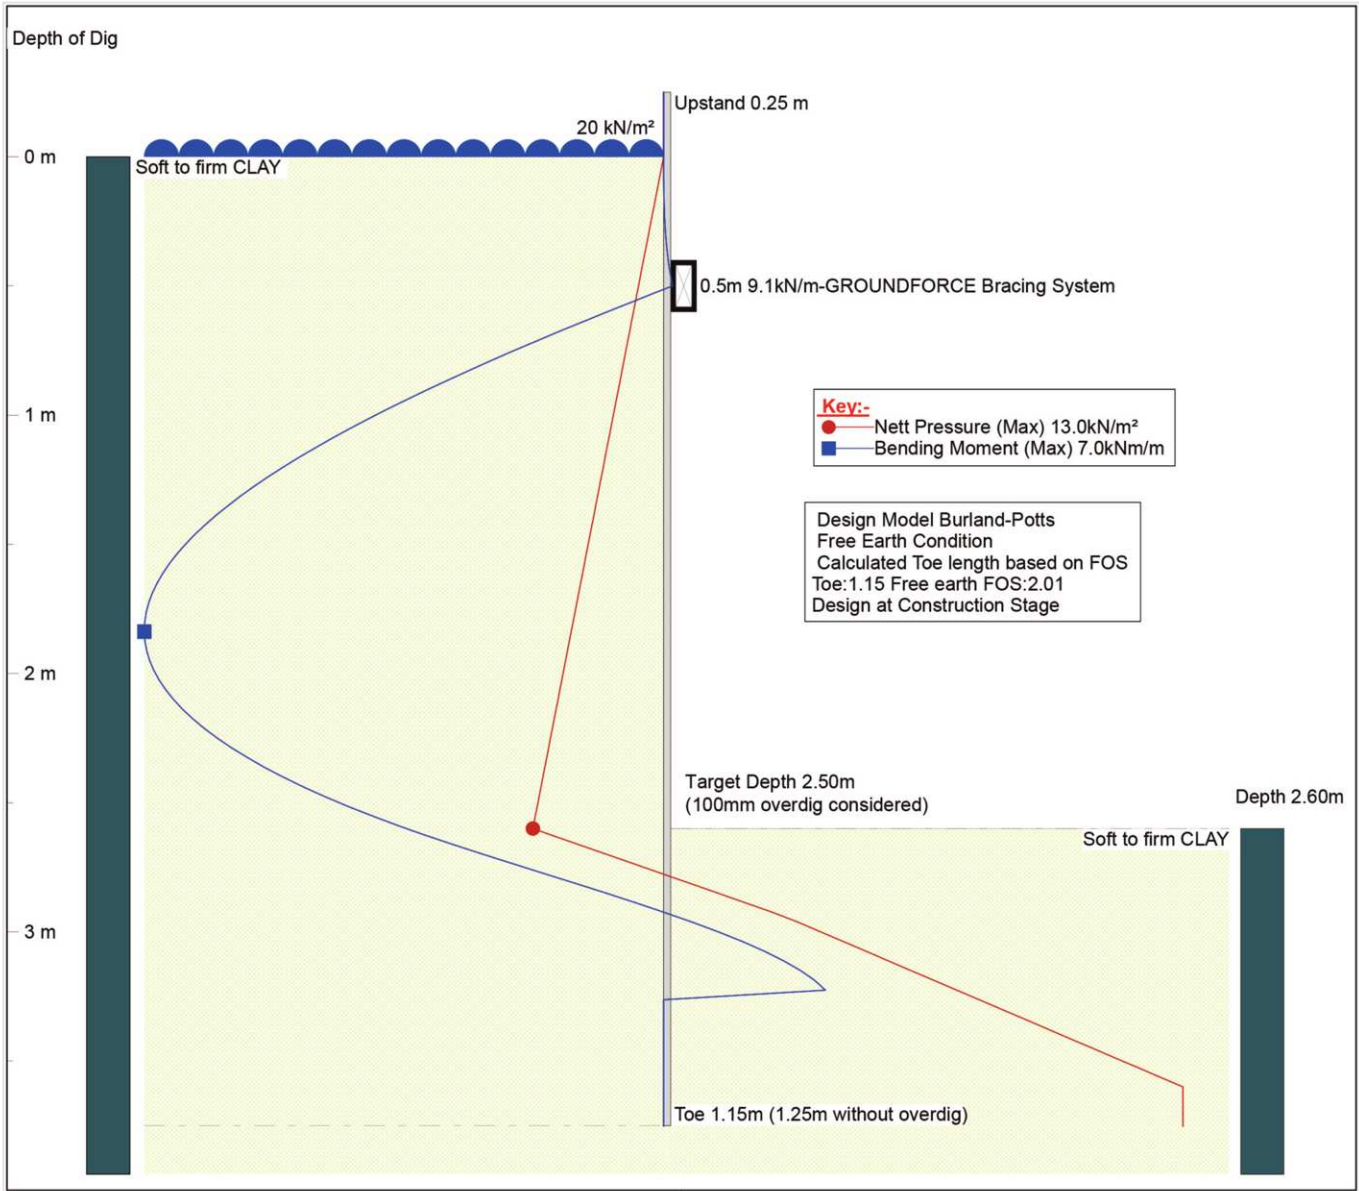 Depth of Dig
Upstand 0.25 m
20 kN/m²
0 m
Soft to firm CLAY
0.5m 9.1kN/m-GROUNDFORCE Bracing System
1 m
Key:-
Nett Pressure (Max) 13.0kN/m²
Bending Moment (Max) 7.0kNm/m
Design Model Burland-Potts
Free Earth Condition
Calculated Toe length based on FOS
Toe:1.15 Free earth FOS:2.01
Design at Construction Stage
2 m
Target Depth 2.50m
(100mm overdig considered)
Depth 2.60m
Soft to firm CLAY
3 m
Toe 1.15m (1.25m without overdig)